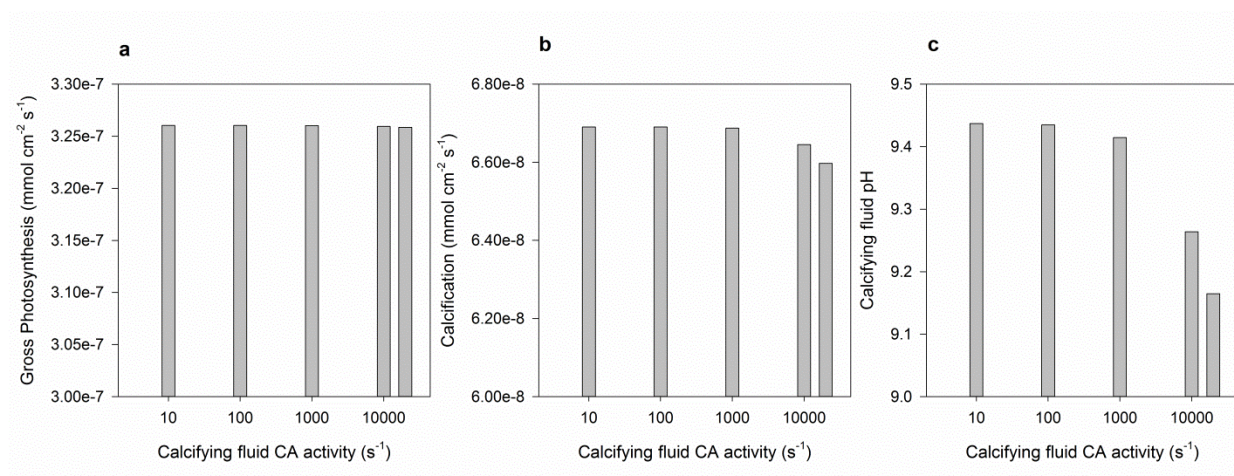 a
Gross Photosynthesis (mmol cm⁻² s⁻¹)
3.30e-7
3.25e-7
3.20e-7
3.15e-7
3.10e-7
3.05e-7
3.00e-7
10 100 1000 10000
Calcifying fluid CA activity (s⁻¹)
b
Calcification (mmol cm⁻² s⁻¹)
6.80e-8
6.60e-8
6.40e-8
6.20e-8
6.00e-8
10 100 1000 10000
Calcifying fluid CA activity (s⁻¹)
c
Calcifying fluid pH
9.5
9.4
9.3
9.2
9.1
9.0
10 100 1000 10000
Calcifying fluid CA activity (s⁻¹)